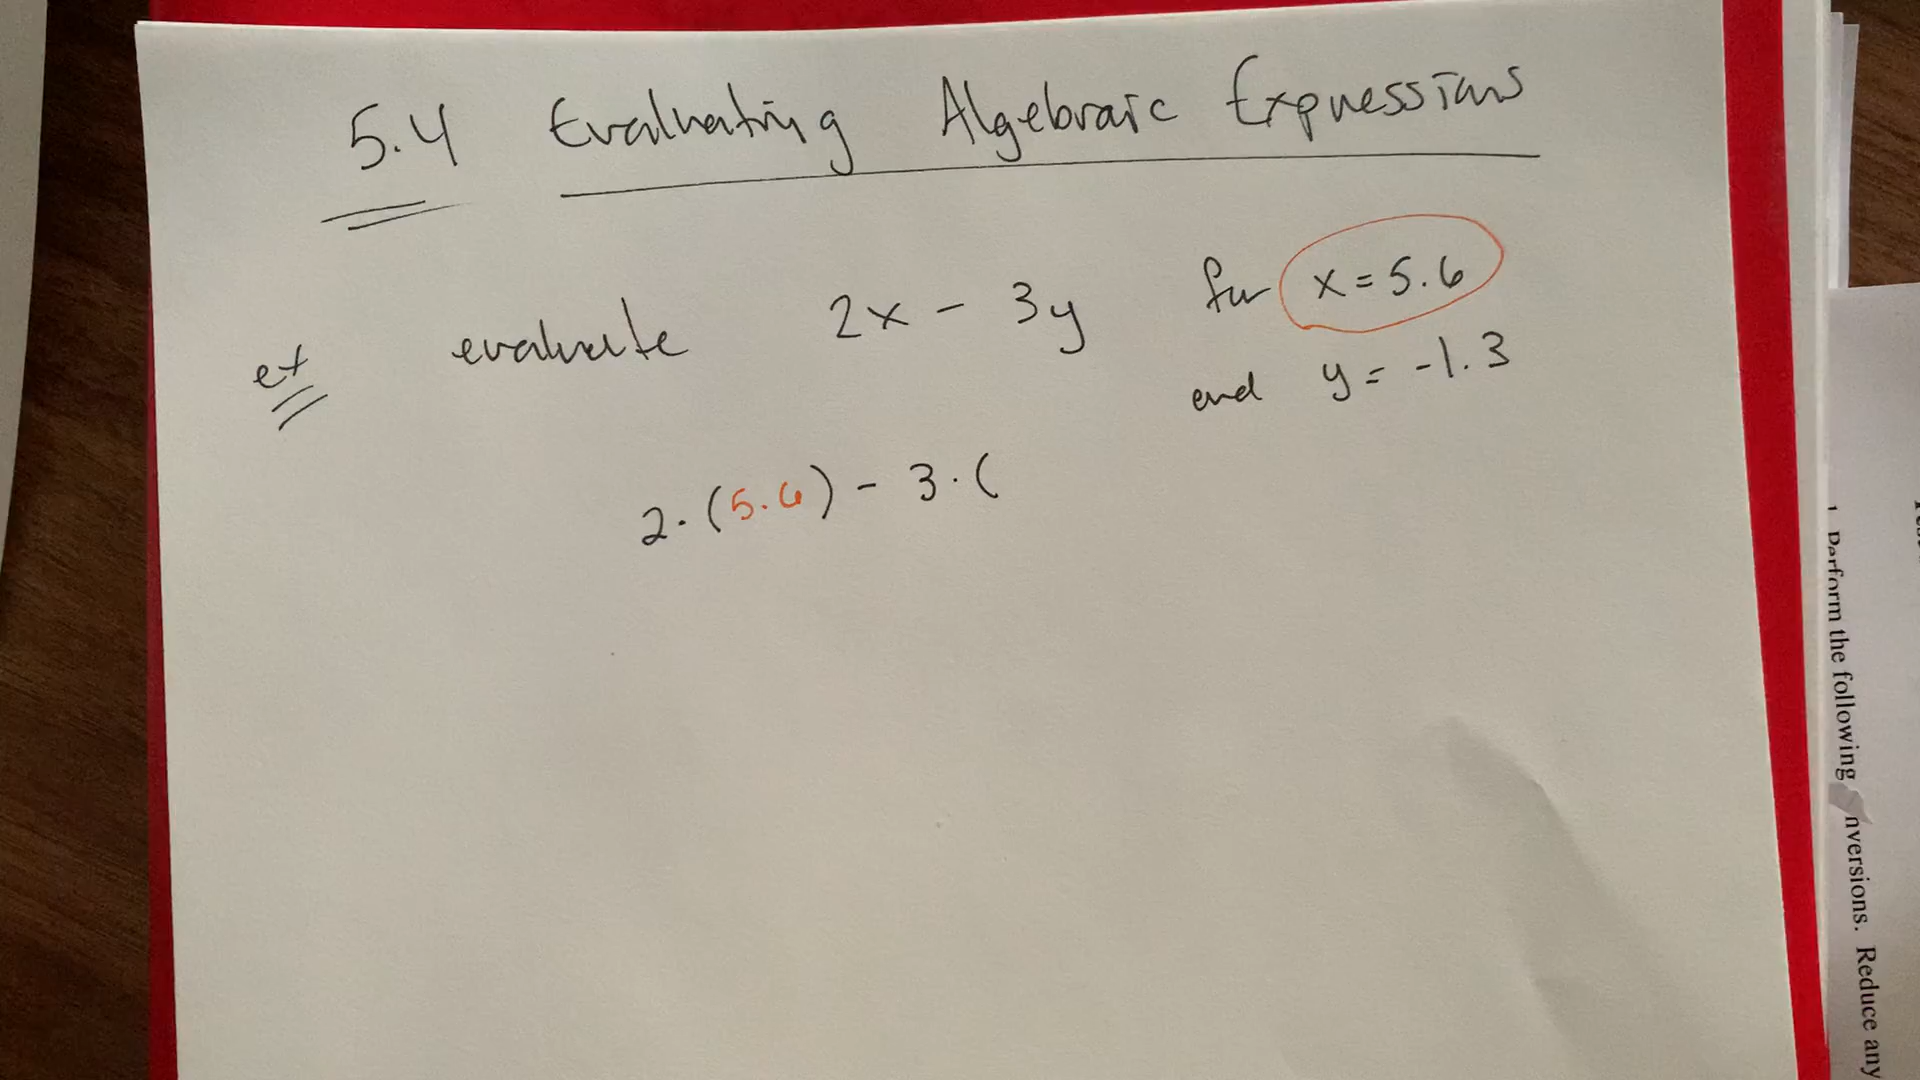 5.4 Evaluating Algebraic Expressions
ex evaluate 2x - 3y for x = 5.6
and y = -1.3
2·(5.6) - 3·(
1 Perform the following
nversions. Reduce any